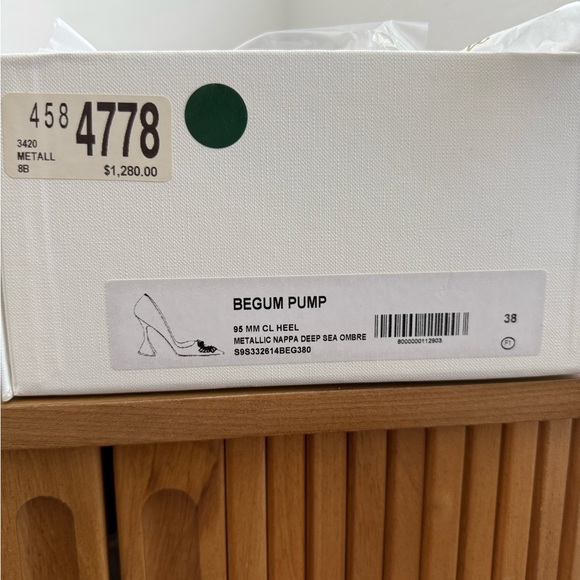 458 4778
3420
METALL
8B $1,280.00
BEGUM PUMP
95 MM CL HEEL
METALLIC NAPPA DEEP SEA OMBRE
S9S332614BEG380
8000000112903
38